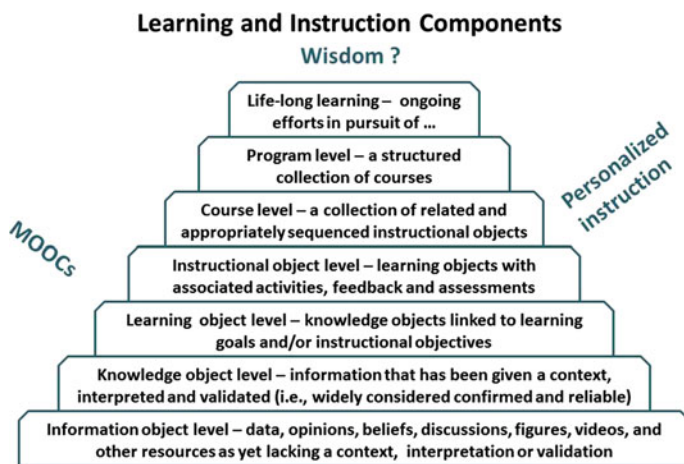 Learning and Instruction Components
Wisdom ?
Life-long learning – ongoing
efforts in pursuit of ...
Program level – a structured
collection of courses
Personalized
instruction
Course level – a collection of related and
appropriately sequenced instructional objects
MOOCs
Instructional object level – learning objects with
associated activities, feedback and assessments
Learning object level – knowledge objects linked to learning
goals and/or instructional objectives
Knowledge object level – information that has been given a context,
interpreted and validated (i.e., widely considered confirmed and reliable)
Information object level – data, opinions, beliefs, discussions, figures, videos, and
other resources as yet lacking a context, interpretation or validation